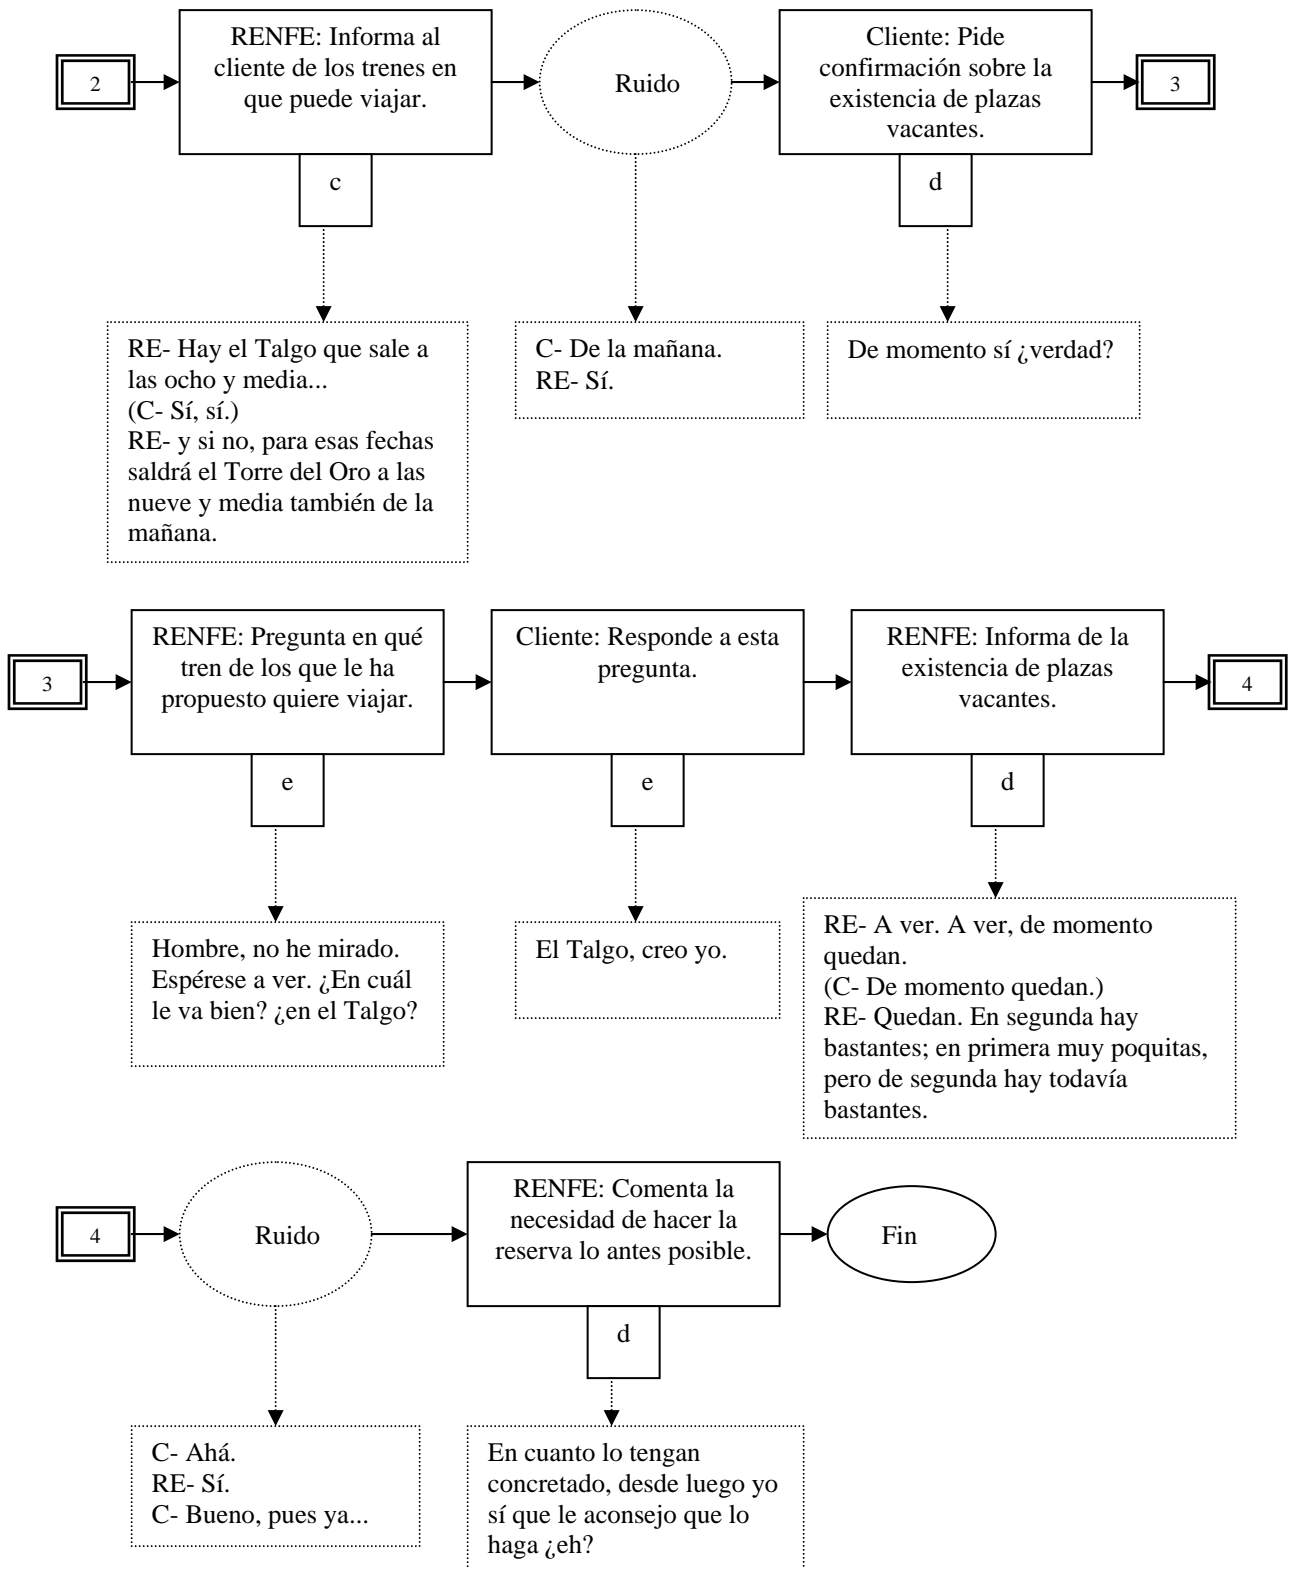 2
RENFE: Informa al
cliente de los trenes en
que puede viajar.
Ruido
Cliente: Pide
confirmación sobre la
existencia de plazas
vacantes.
3
c
d
RE- Hay el Talgo que sale a
las ocho y media...
(C- Sí, sí.)
RE- y si no, para esas fechas
saldrá el Torre del Oro a las
nueve y media también de la
mañana.
C- De la mañana.
RE- Sí.
De momento sí ¿verdad?
3
RENFE: Pregunta en qué
tren de los que le ha
propuesto quiere viajar.
Cliente: Responde a esta
pregunta.
RENFE: Informa de la
existencia de plazas
vacantes.
4
e
e
d
Hombre, no he mirado.
Espérese a ver. ¿En cuál
le va bien? ¿en el Talgo?
El Talgo, creo yo.
RE- A ver. A ver, de momento
quedan.
(C- De momento quedan.)
RE- Quedan. En segunda hay
bastantes; en primera muy poquitas,
pero de segunda hay todavía
bastantes.
4
Ruido
RENFE: Comenta la
necesidad de hacer la
reserva lo antes posible.
Fin
d
C- Ahá.
RE- Sí.
C- Bueno, pues ya...
En cuanto lo tengan
concretado, desde luego yo
sí que le aconsejo que lo
haga ¿eh?